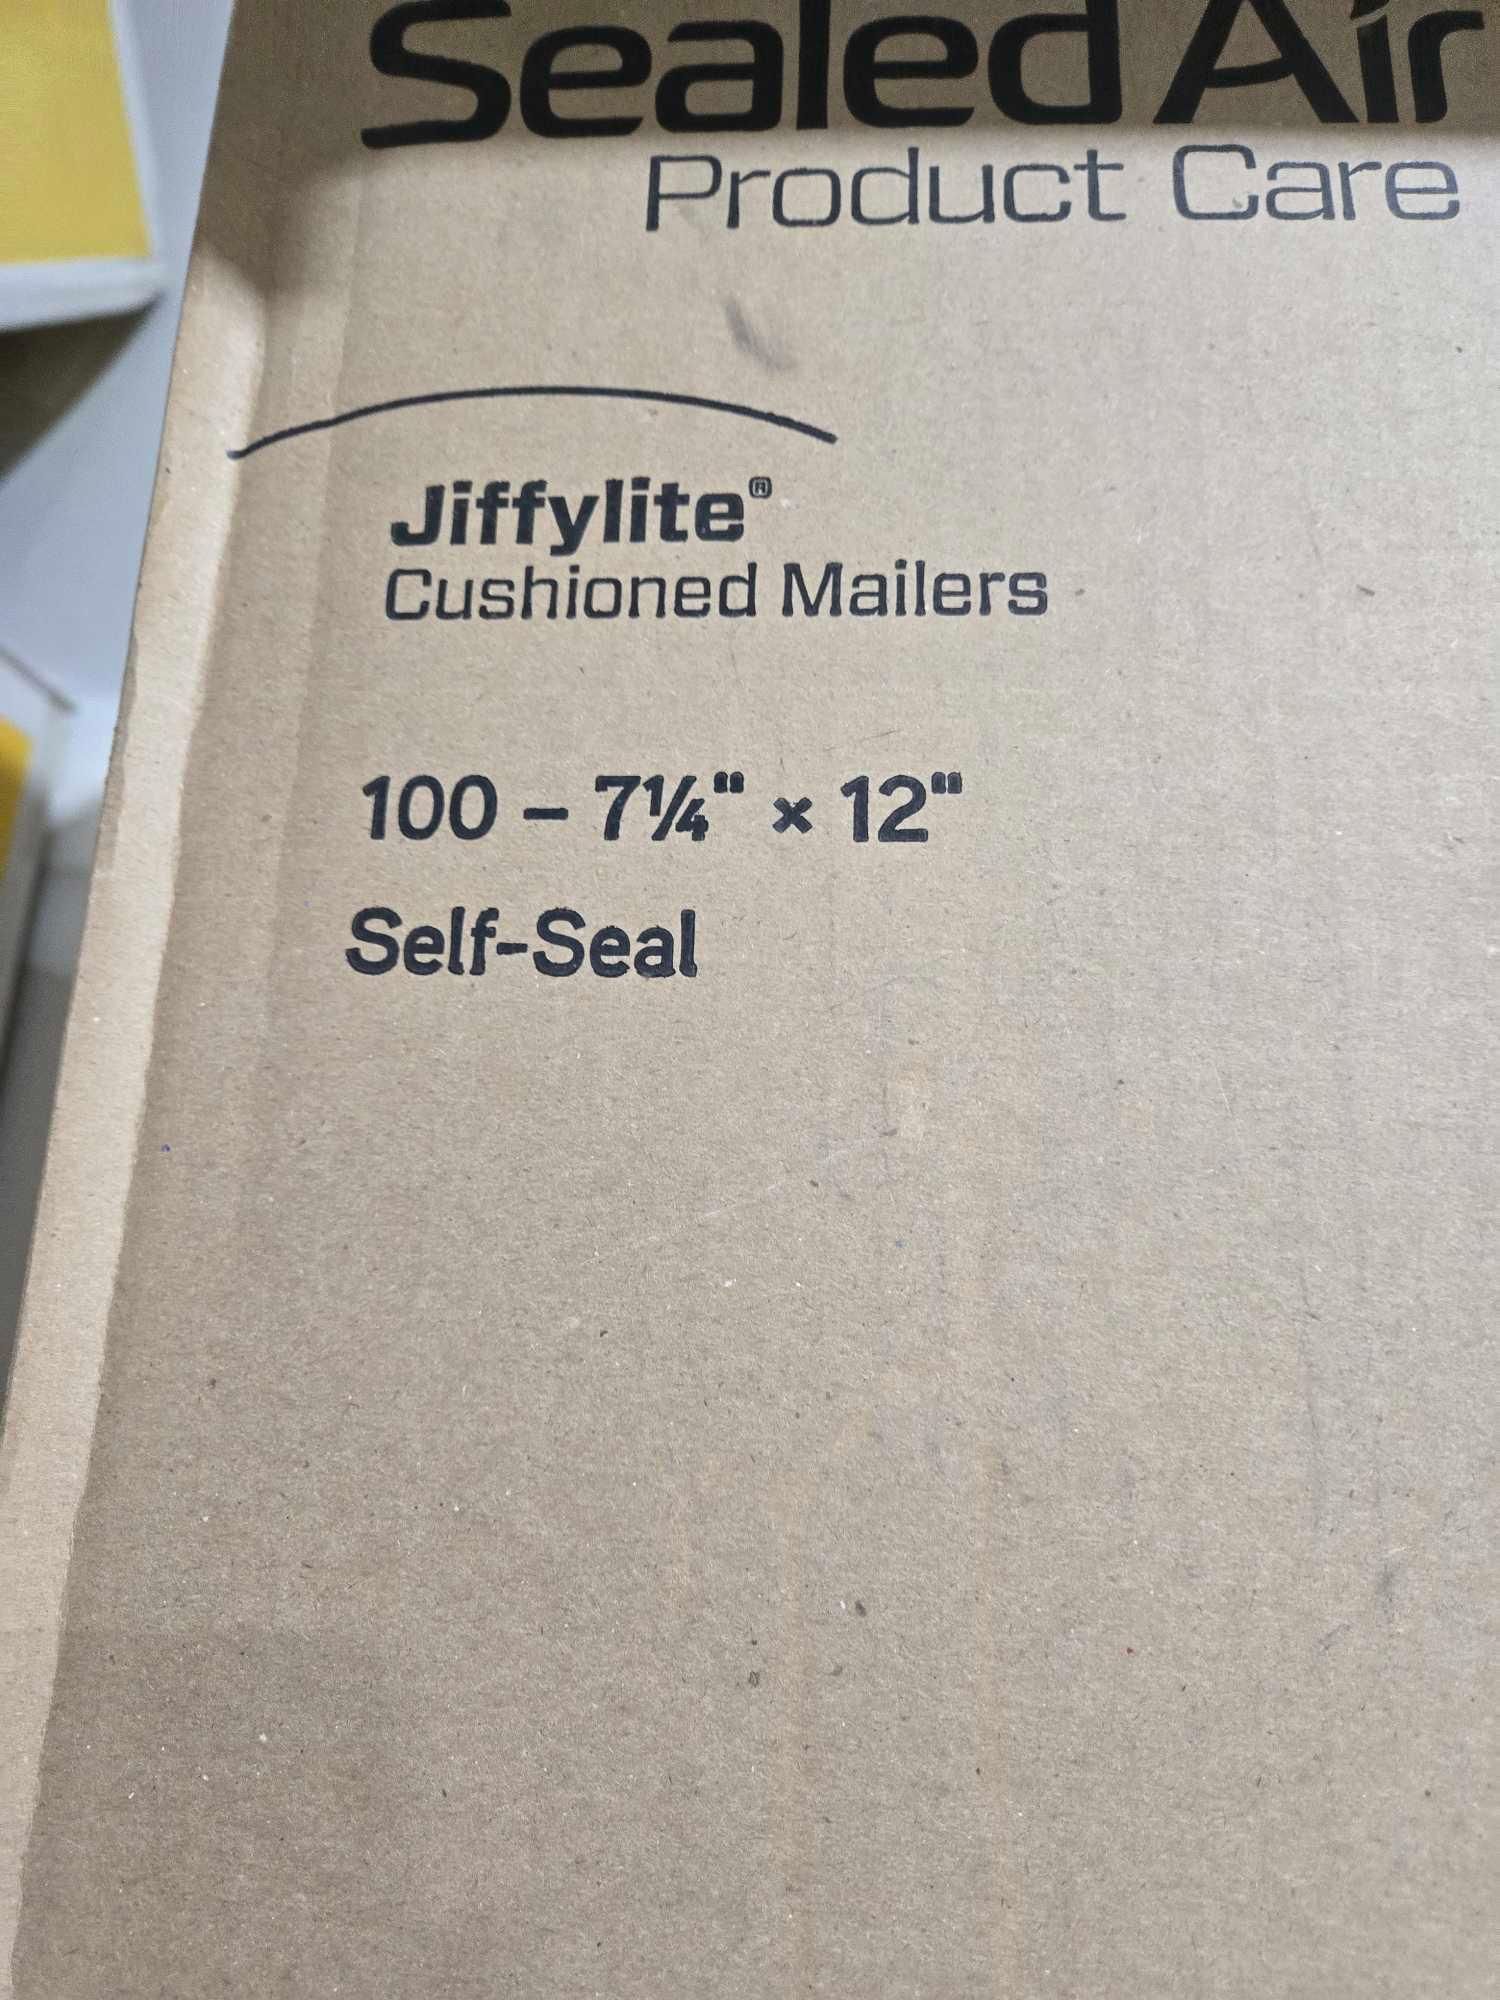 Sealed Air
Product Care
Jiffylite®
Cushioned Mailers
100 – 7¼" × 12"
Self-Seal